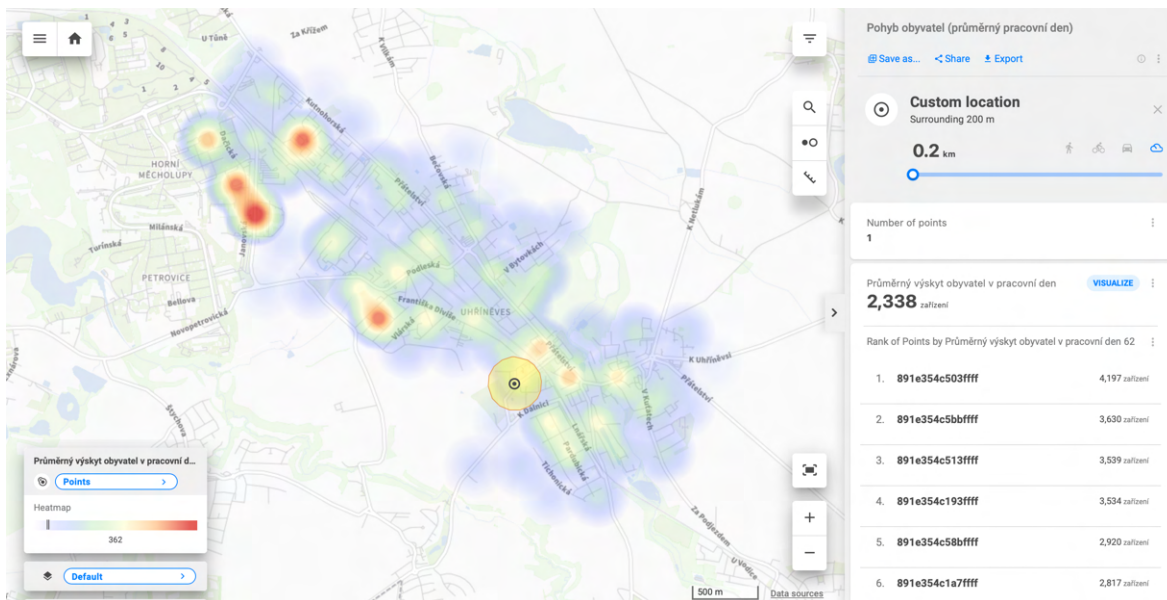 U Tůně
Za Křížem
K Vilkám
Kutnohorská
Dařická
HORNÍ
MĚCHOLUPY
Bečovská
Přátelství
K Netlukám
Milánská
Turínská
Janovská
V Bytovkách
Podleská
PETROVICE
Bellova
Františka Diviše
UHŘÍNĚVES
Novopetrovická
Vlárská
Přátelství
K Uhříněvsi
Přátelství
V Kuťatech
K Dálnici
Lnářská
Pardubická
Štychova
Tichonická
Za Podjezdem
U Vodice
Průměrný výskyt obyvatel v pracovní d...
Points
Heatmap
362
Default
500 m
Data sources
Pohyb obyvatel (průměrný pracovní den)
Save as...
Share
Export
Custom location
Surrounding 200 m
0.2 km
Number of points
1
Průměrný výskyt obyvatel v pracovní den
VISUALIZE
2,338 zařízení
Rank of Points by Průměrný výskyt obyvatel v pracovní den 62
1. 891e354c503ffff 4,197 zařízení
2. 891e354c5bbffff 3,630 zařízení
3. 891e354c513ffff 3,539 zařízení
4. 891e354c193ffff 3,534 zařízení
5. 891e354c58bffff 2,920 zařízení
6. 891e354c1a7ffff 2,817 zařízení